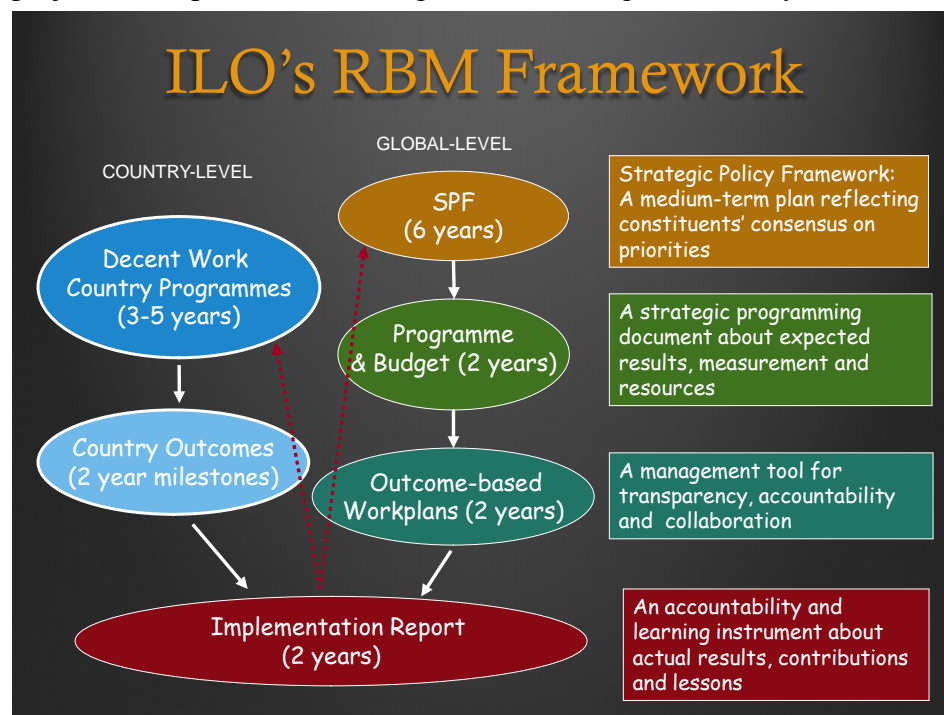 ILO's RBM Framework
GLOBAL-LEVEL
COUNTRY-LEVEL
SPF
(6 years)
Strategic Policy Framework:
A medium-term plan reflecting
constituents' consensus on
priorities
Decent Work
Country Programmes
(3-5 years)
Programme
& Budget (2 years)
A strategic programming
document about expected
results, measurement and
resources
Country Outcomes
(2 year milestones)
Outcome-based
Workplans (2 years)
A management tool for
transparency, accountability
and collaboration
Implementation Report
(2 years)
An accountability and
learning instrument about
actual results, contributions
and lessons